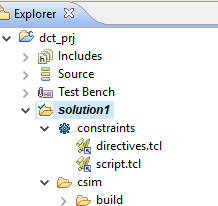 Explorer
dct_prj
Includes
Source
Test Bench
solution1
constraints
directives.tcl
script.tcl
csim
build